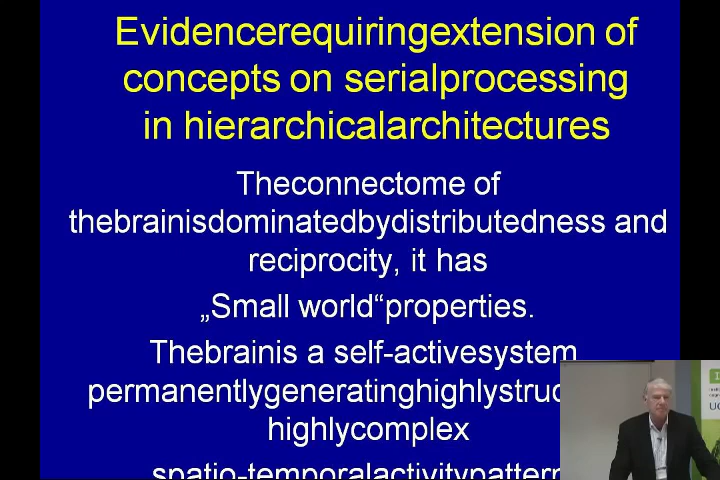 Evidencerequiringextension of
concepts on serialprocessing
in hierarchicalarchitectures
Theconnectome of
thebrainisdominatedbydistributedness and
reciprocity, it has
„Small world“properties.
Thebrainis a self-activesystem
permanentlygeneratinghighlystruc
highlycomplex
spatio-temporalactivitypattern